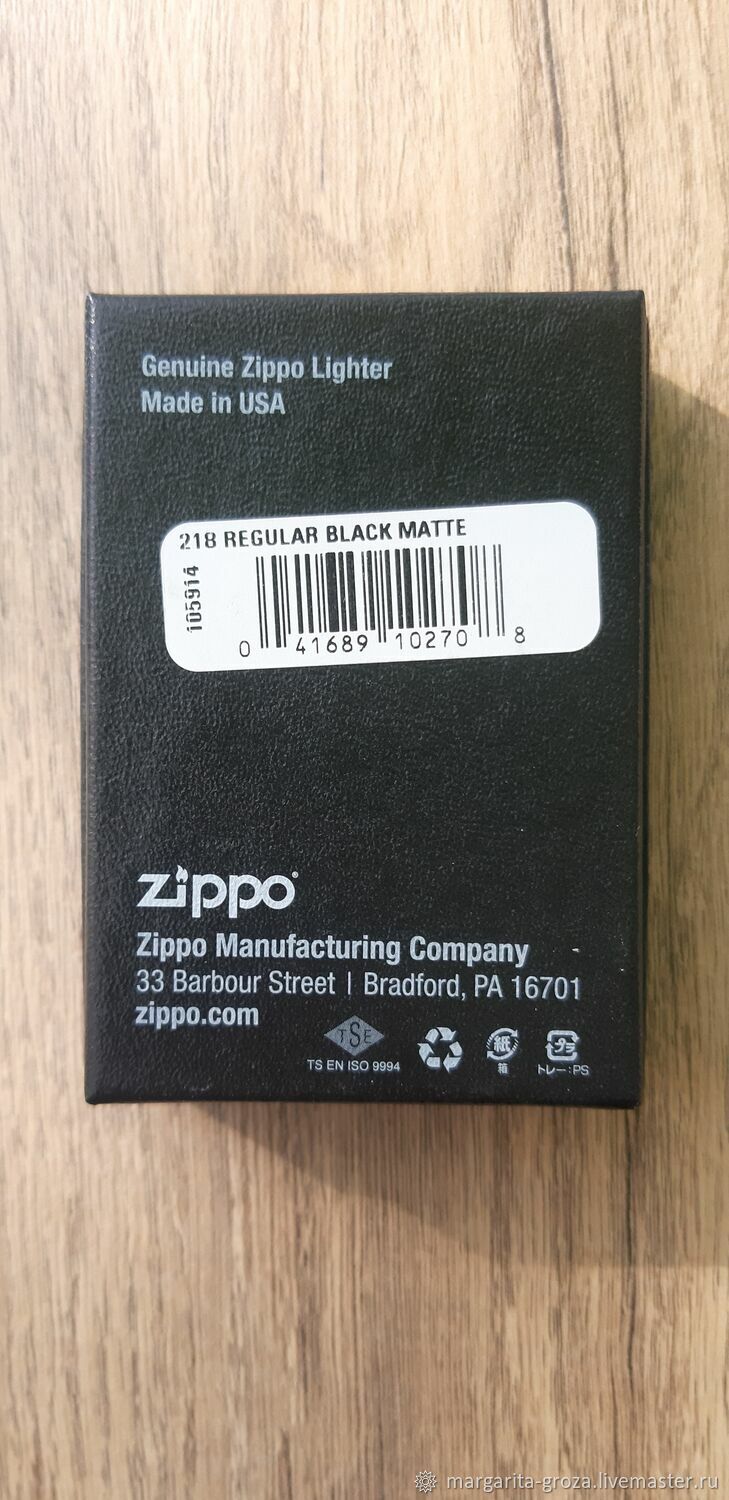 Genuine Zippo Lighter
Made in USA
218 REGULAR BLACK MATTE
105914
0 41689 10270 8
zippo®
Zippo Manufacturing Company
33 Barbour Street | Bradford, PA 16701
zippo.com
TSE
TS EN ISO 9994
紙
箱
プラ
トレー:PS
margarita-groza.livemaster.ru